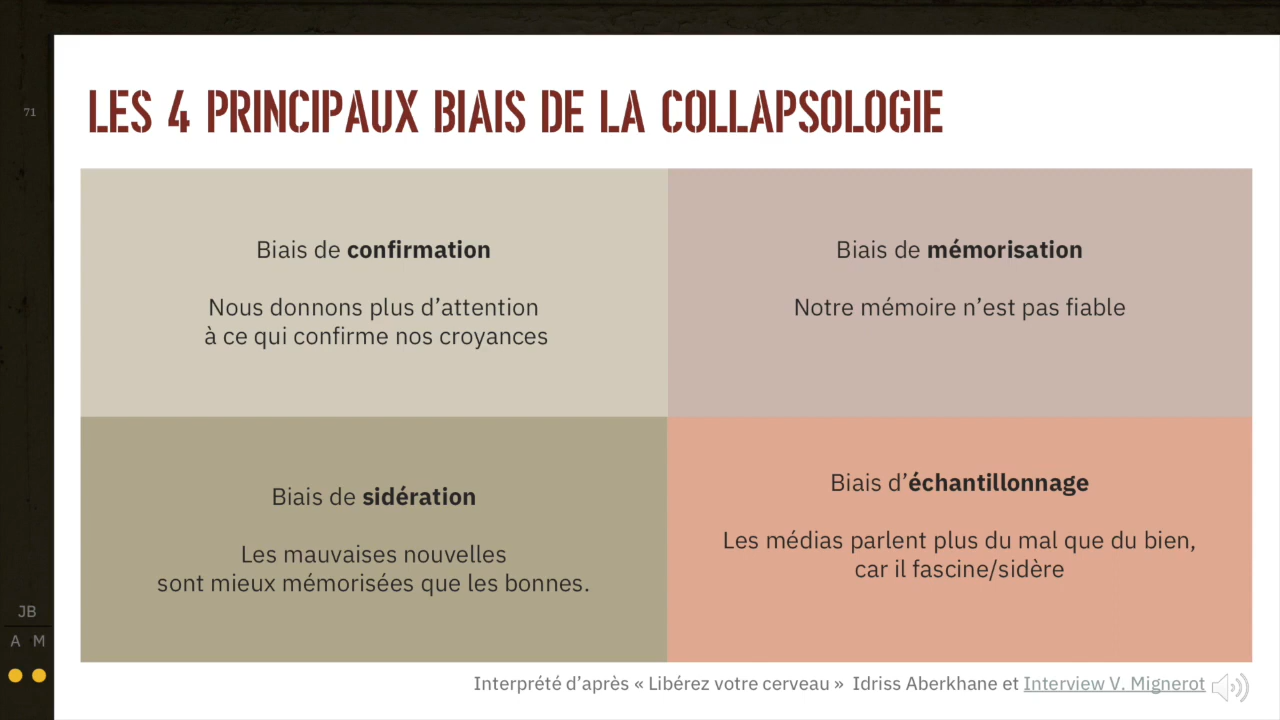 71
LES 4 PRINCIPAUX BIAIS DE LA COLLAPSOLOGIE
Biais de confirmation
Nous donnons plus d’attention
à ce qui confirme nos croyances
Biais de mémorisation
Notre mémoire n’est pas fiable
Biais de sidération
Les mauvaises nouvelles
sont mieux mémorisées que les bonnes.
Biais d’échantillonnage
Les médias parlent plus du mal que du bien,
car il fascine/sidère
JB
A M
Interprété d’après « Libérez votre cerveau » Idriss Aberkhane et Interview V. Mignerot